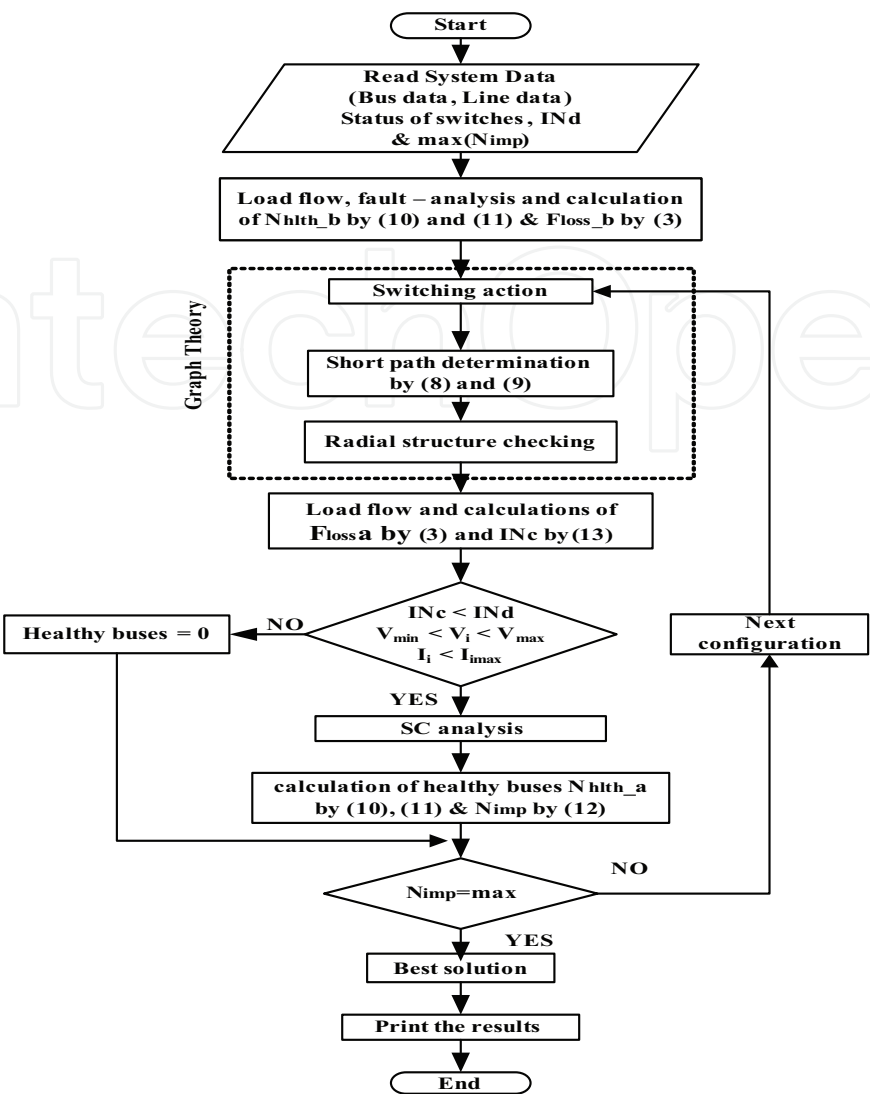 Start
Read System Data
(Bus data, Line data)
Status of switches, INd
& max(Nimp)
Load flow, fault – analysis and calculation
of Nhlth_b by (10) and (11) & Floss_b by (3)
Graph Theory
Switching action
Short path determination
by (8) and (9)
Radial structure checking
Load flow and calculations of
Flossa by (3) and INc by(13)
INc < INd
Vmin < Vi < Vmax
Ii < Iimax
NO
Healthy buses = 0
Next
configuration
YES
SC analysis
calculation of healthy buses Nhlth_a
by (10), (11) & Nimp by (12)
Nimp=max
NO
YES
Best solution
Print the results
End